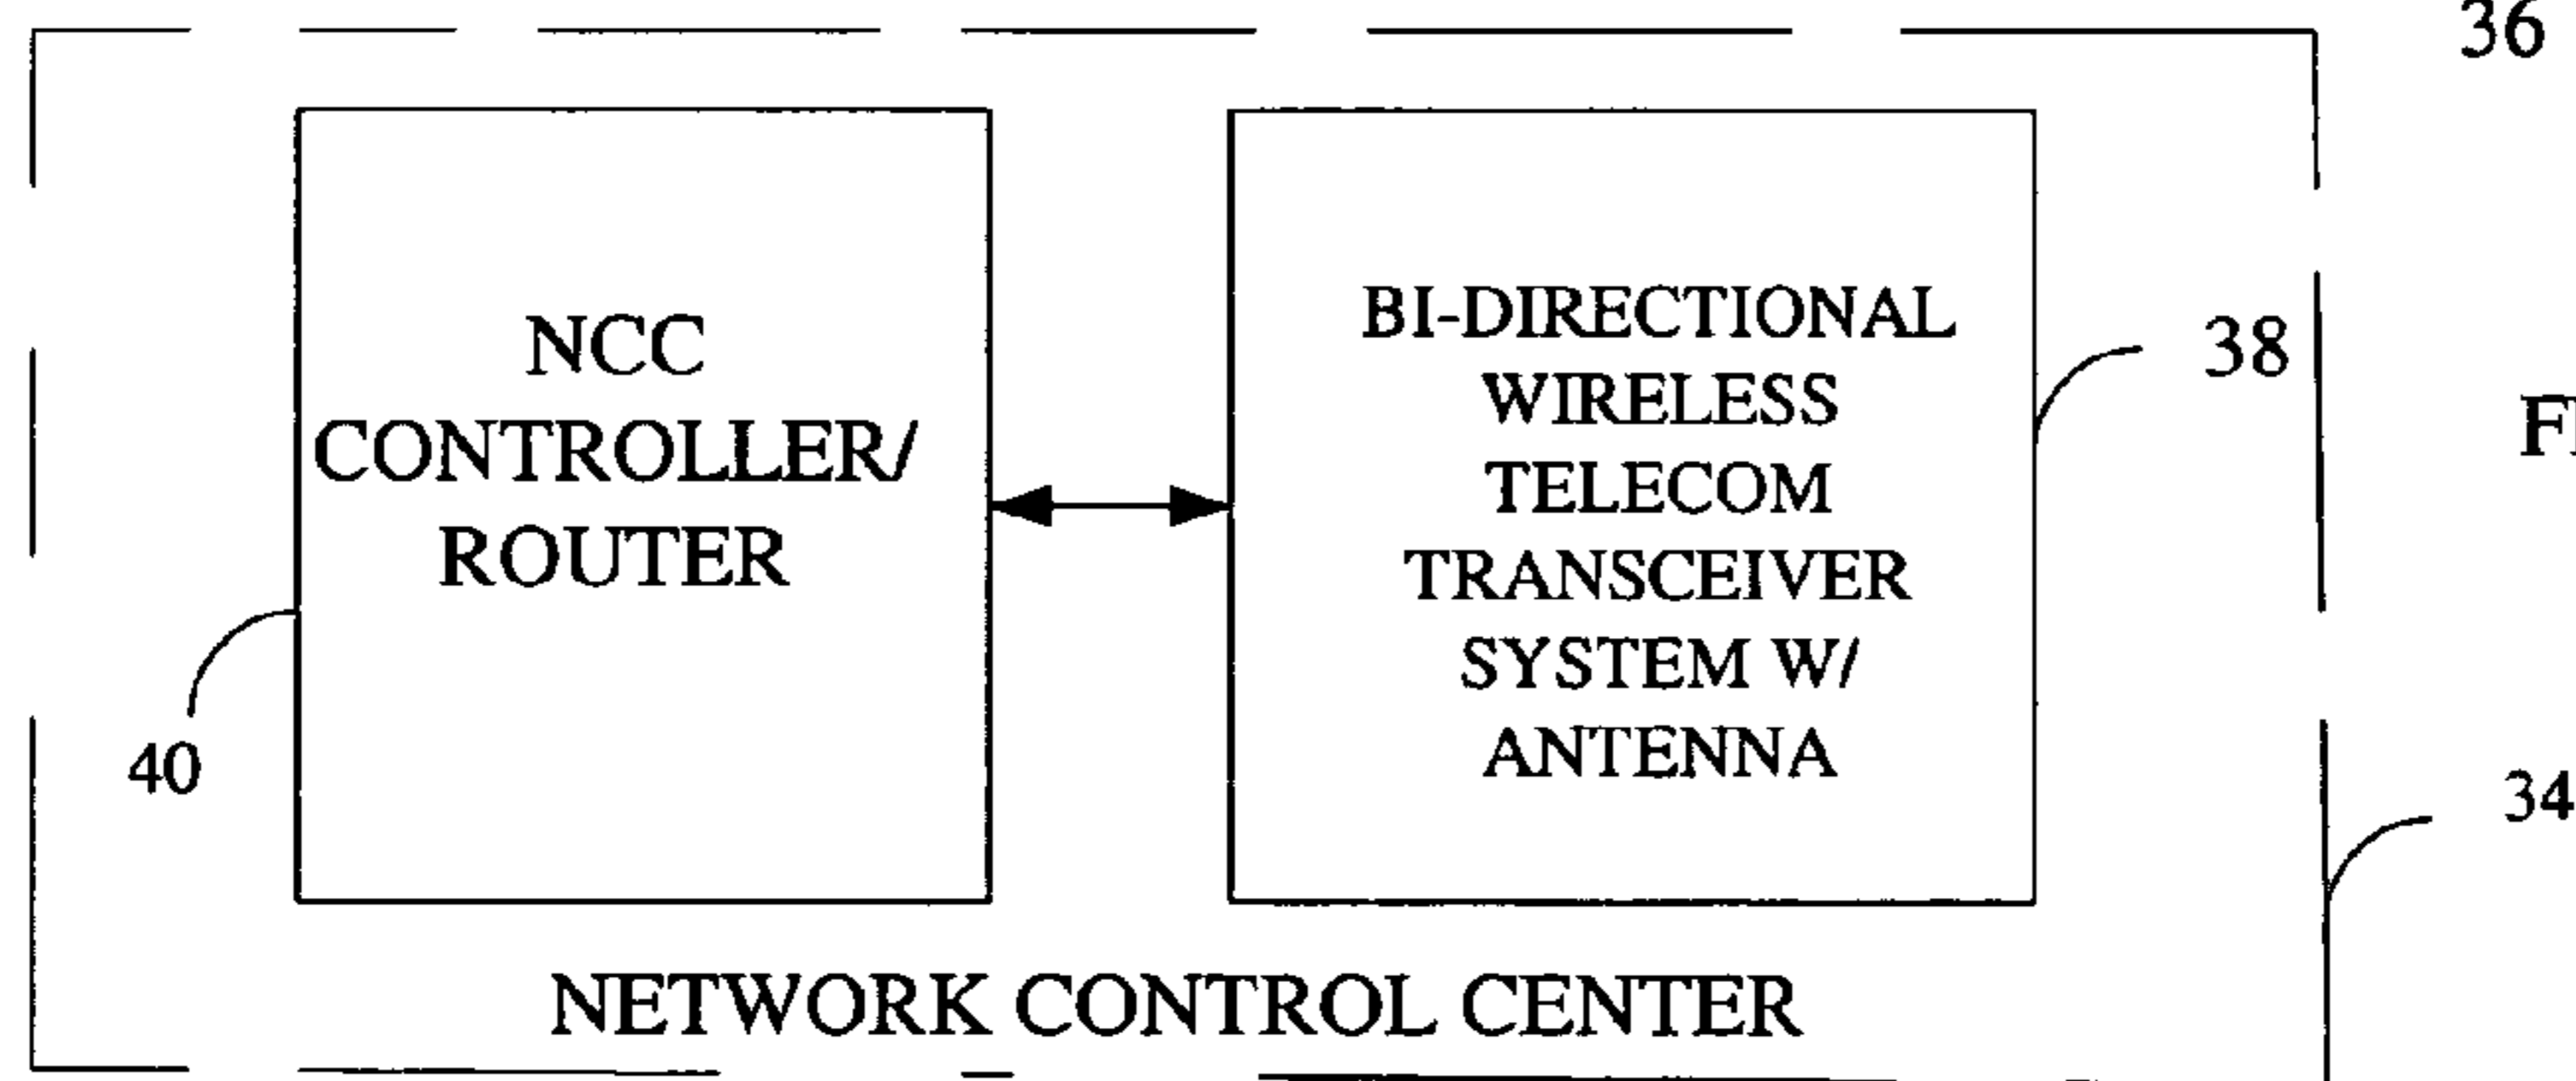 36
NCC
CONTROLLER/
ROUTER
BI-DIRECTIONAL
WIRELESS
TELECOM
TRANSCEIVER
SYSTEM W/
ANTENNA
38
40
34
NETWORK CONTROL CENTER